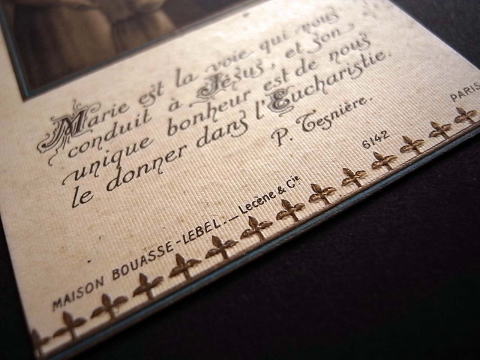 Marie est la voie qui nous
conduit à Jésus, et son
unique bonheur est de nous
le donner dans l'Eucharistie.
P. Tesnière.
MAISON BOUASSE-LEBEL.—Lecène & Cie
6142
PARIS